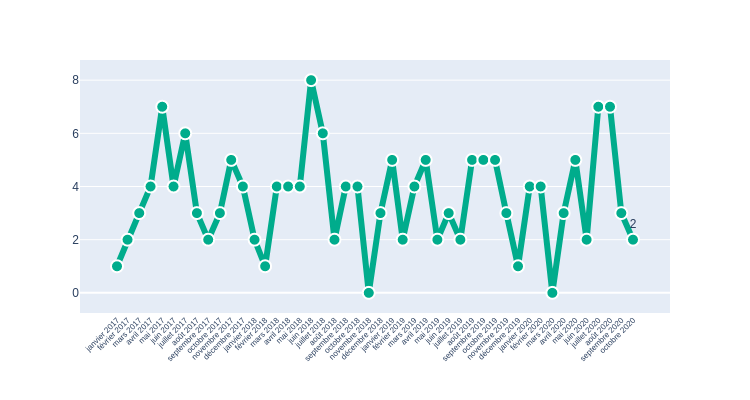 8
6
4
2
0
2
janvier 2017
février 2017
mars 2017
avril 2017
mai 2017
juin 2017
juillet 2017
août 2017
septembre 2017
octobre 2017
novembre 2017
décembre 2017
janvier 2018
février 2018
mars 2018
avril 2018
mai 2018
juin 2018
juillet 2018
août 2018
septembre 2018
octobre 2018
novembre 2018
décembre 2018
janvier 2019
février 2019
mars 2019
avril 2019
mai 2019
juin 2019
juillet 2019
août 2019
septembre 2019
octobre 2019
novembre 2019
décembre 2019
janvier 2020
février 2020
mars 2020
avril 2020
mai 2020
juin 2020
juillet 2020
août 2020
septembre 2020
octobre 2020